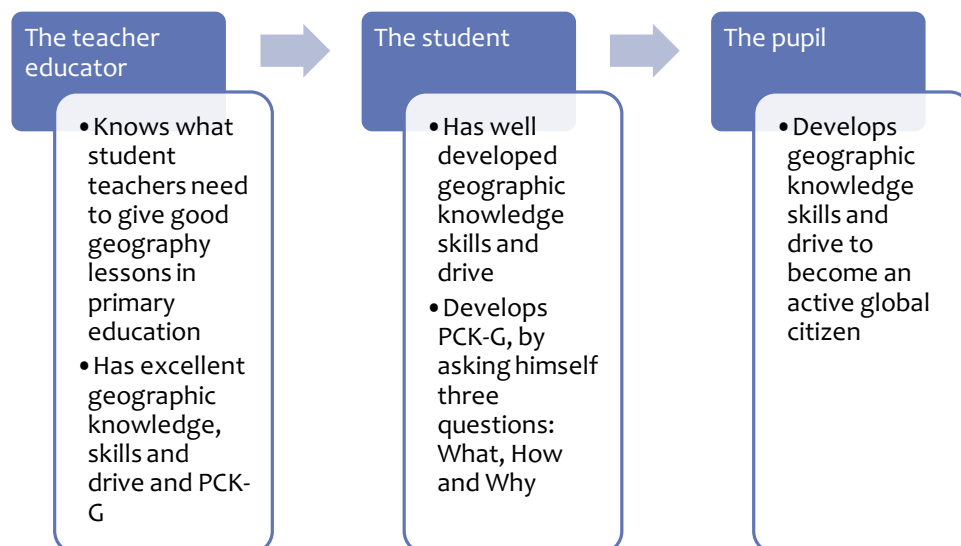 The teacher
educator
•Knows what
student
teachers need
to give good
geography
lessons in
primary
education
•Has excellent
geographic
knowledge,
skills and
drive and PCK-
G
The student
•Has well
developed
geographic
knowledge
skills and
drive
•Develops
PCK-G, by
asking himself
three
questions:
What, How
and Why
The pupil
•Develops
geographic
knowledge
skills and
drive to
become an
active global
citizen